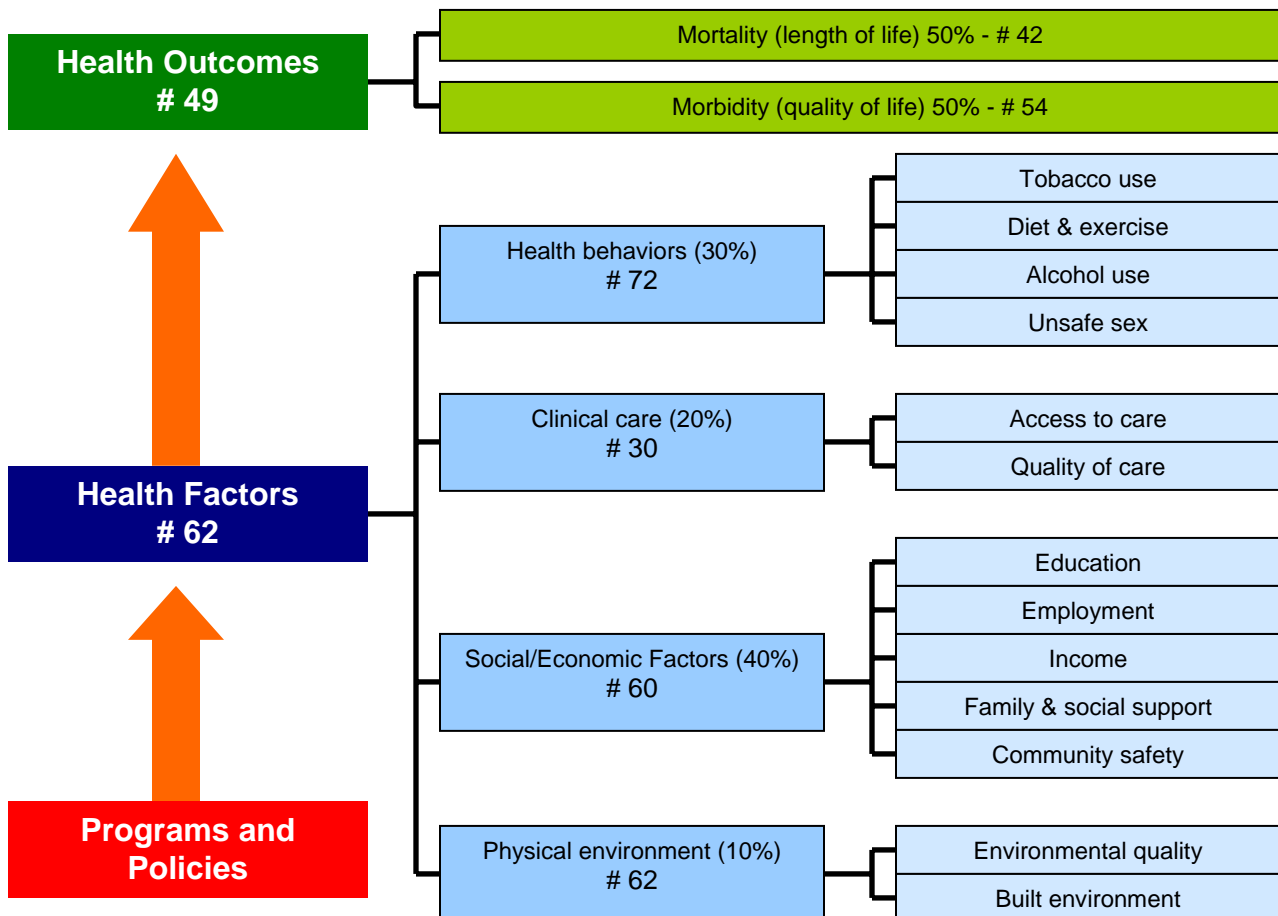 Health Outcomes
# 49
Mortality (length of life) 50% - # 42
Morbidity (quality of life) 50% - # 54
Health Factors
# 62
Health behaviors (30%)
# 72
Tobacco use
Diet & exercise
Alcohol use
Unsafe sex
Clinical care (20%)
# 30
Access to care
Quality of care
Social/Economic Factors (40%)
# 60
Education
Employment
Income
Family & social support
Community safety
Physical environment (10%)
# 62
Environmental quality
Built environment
Programs and
Policies